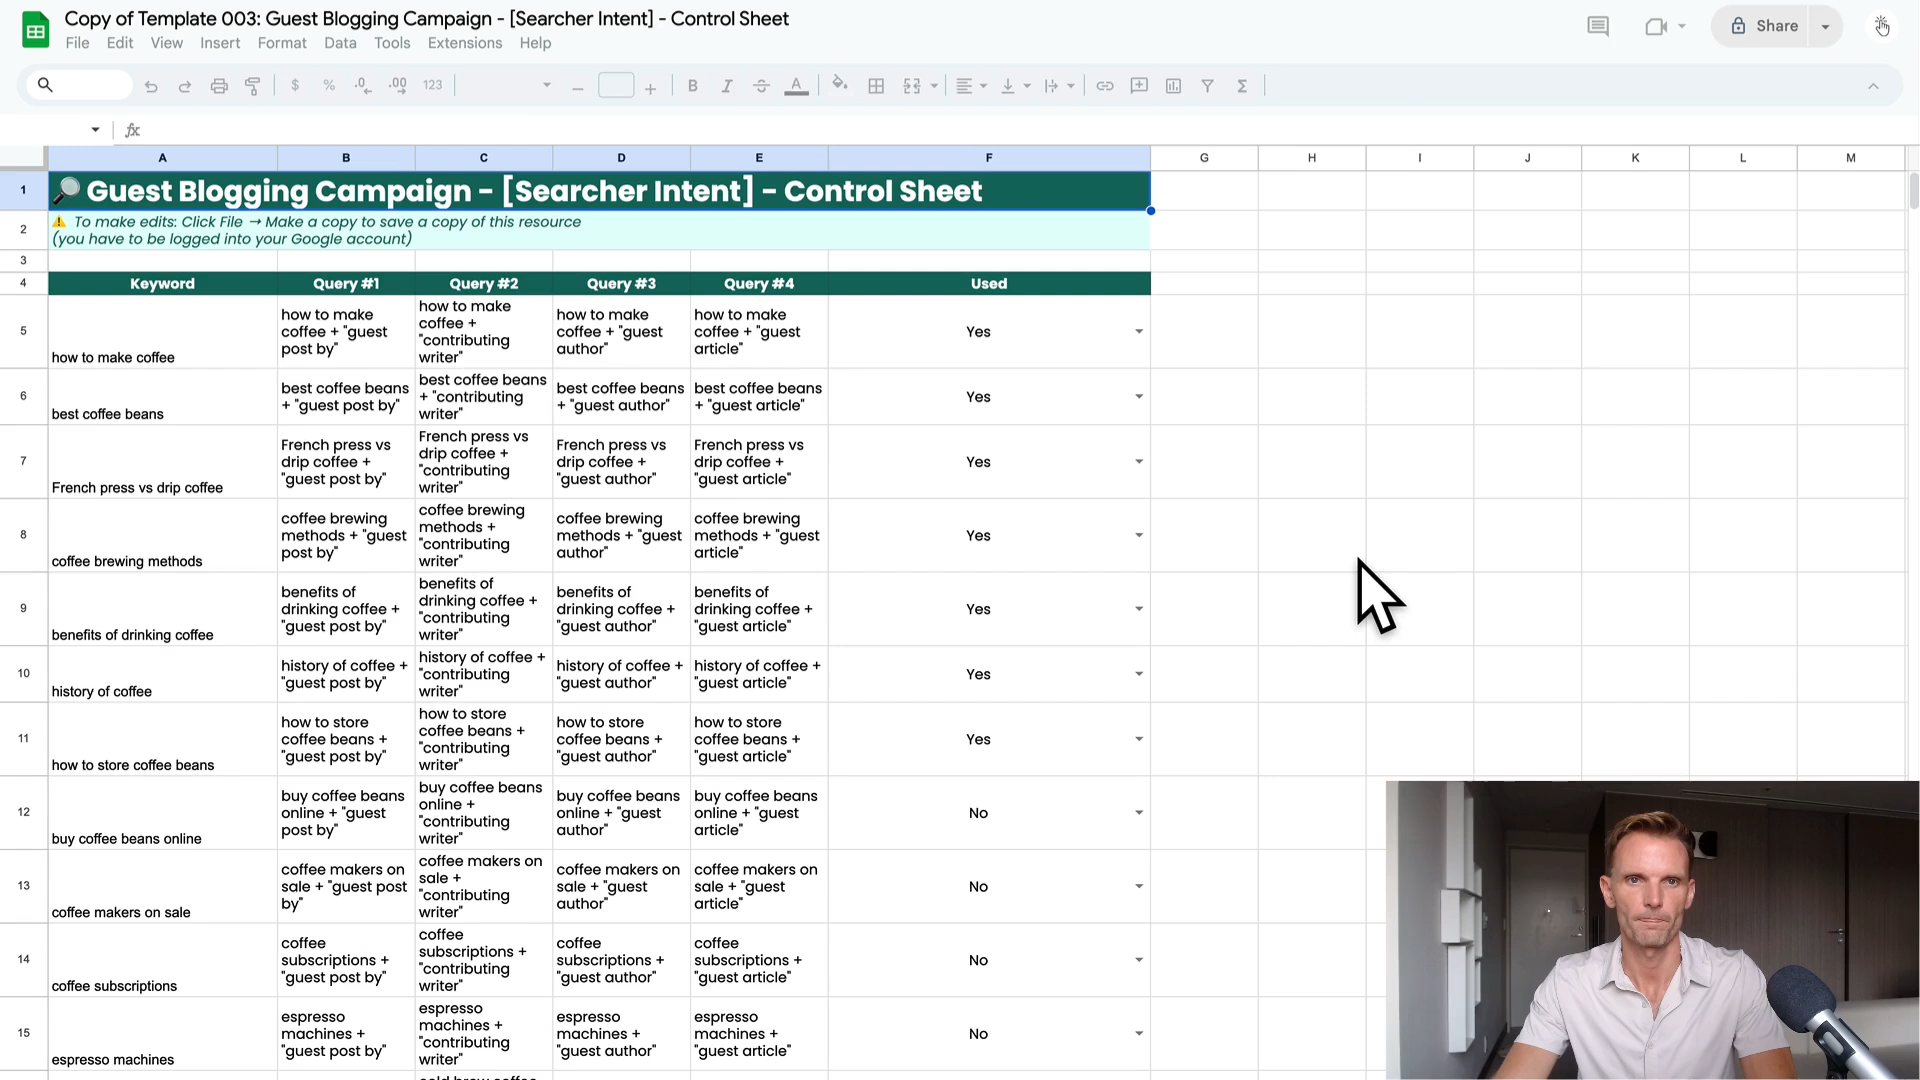 Copy of Template 003: Guest Blogging Campaign - [Searcher Intent] - Control Sheet
File Edit View Insert Format Data Tools Extensions Help
Share
$ % .0 .00 123
B I A Σ
fx
A B C D E F G H I J K L M
1 🔎 Guest Blogging Campaign - [Searcher Intent] - Control Sheet
2 ⚠️ To make edits: Click File → Make a copy to save a copy of this resource
(you have to be logged into your Google account)
3
4 Keyword Query #1 Query #2 Query #3 Query #4 Used
5
how to make coffee
how to make
coffee + "guest
post by"
how to make
coffee +
"contributing
writer"
how to make
coffee + "guest
author"
how to make
coffee + "guest
article"
Yes
6
best coffee beans
best coffee beans
+ "guest post by"
best coffee beans
+ "contributing
writer"
best coffee beans
+ "guest author"
best coffee beans
+ "guest article"
Yes
7
French press vs drip coffee
French press vs
drip coffee +
"guest post by"
French press vs
drip coffee +
"contributing
writer"
French press vs
drip coffee +
"guest author"
French press vs
drip coffee +
"guest article"
Yes
8
coffee brewing methods
coffee brewing
methods + "guest
post by"
coffee brewing
methods +
"contributing
writer"
coffee brewing
methods + "guest
author"
coffee brewing
methods + "guest
article"
Yes
9
benefits of drinking coffee
benefits of
drinking coffee +
"guest post by"
benefits of
drinking coffee +
"contributing
writer"
benefits of
drinking coffee +
"guest author"
benefits of
drinking coffee +
"guest article"
Yes
10
history of coffee
history of coffee +
"guest post by"
history of coffee +
"contributing
writer"
history of coffee +
"guest author"
history of coffee +
"guest article"
Yes
11
how to store coffee beans
how to store
coffee beans +
"guest post by"
how to store
coffee beans +
"contributing
writer"
how to store
coffee beans +
"guest author"
how to store
coffee beans +
"guest article"
Yes
12
buy coffee beans online
buy coffee beans
online + "guest
post by"
buy coffee beans
online +
"contributing
writer"
buy coffee beans
online + "guest
author"
buy coffee beans
online + "guest
article"
No
13
coffee makers on sale
coffee makers on
sale + "guest post
by"
coffee makers on
sale +
"contributing
writer"
coffee makers on
sale + "guest
author"
coffee makers on
sale + "guest
article"
No
14
coffee subscriptions
coffee
subscriptions +
"guest post by"
coffee
subscriptions +
"contributing
writer"
coffee
subscriptions +
"guest author"
coffee
subscriptions +
"guest article"
No
15
espresso machines
espresso
machines +
"guest post by"
espresso
machines +
"contributing
writer"
espresso
machines +
"guest author"
espresso
machines +
"guest article"
No